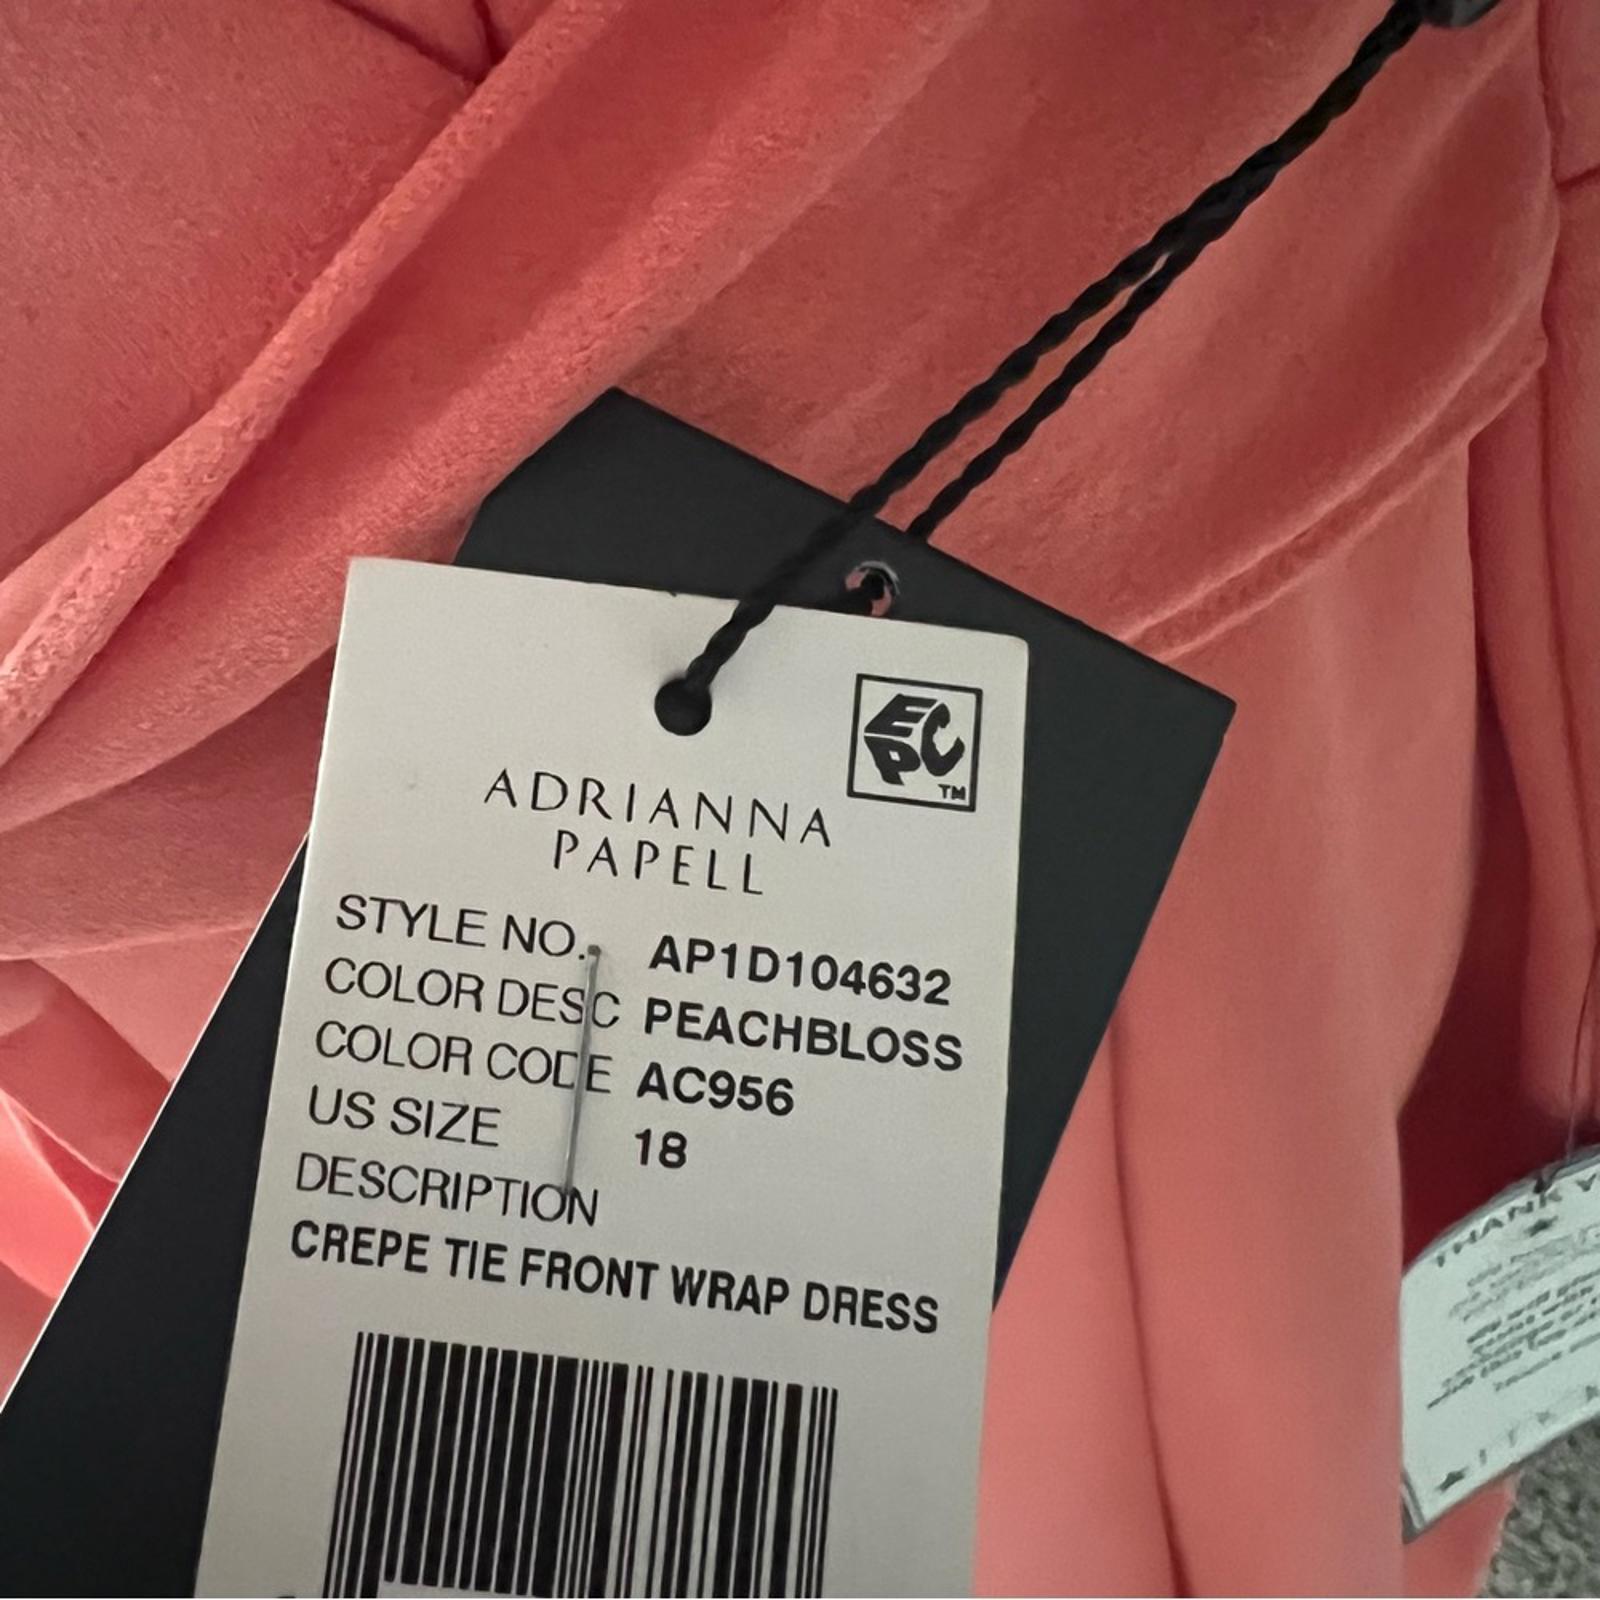 EPC
TM
ADRIANNA
PAPELL
STYLE NO. AP1D104632
COLOR DESC PEACHBLOSS
COLOR CODE AC956
US SIZE 18
DESCRIPTION
CREPE TIE FRONT WRAP DRESS
THANK